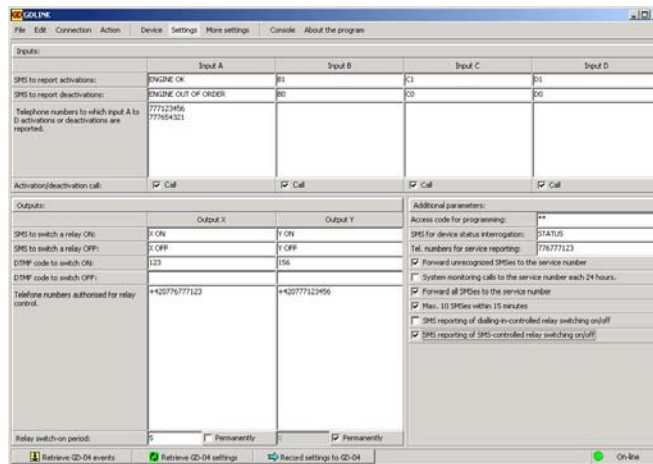 GDLINK
File Edit Connection Action Device Settings More settings Console About the program
Inputs:
Input A Input B Input C Input D
SMS to report activations: ENGINE OK B1 C1 D1
SMS to report deactivations: ENGINE OUT OF ORDER B0 C0 D0
Telephone numbers to which input A to D activations or deactivations are reported.
777123456
777654321
Activation/deactivation call: Call Call Call Call
Outputs:
Output X Output Y
SMS to switch a relay ON: X ON Y ON
SMS to switch a relay OFF: X OFF Y OFF
DTMF code to switch ON: 123 156
DTMF code to switch OFF:
Telefone numbers authorised for relay control.
+420776777123 +420777123456
Relay switch-on period: 5 Permanently 0 Permanently
Additional parameters:
Access code for programming: **
SMS for device status interrogation: STATUS
Tel. numbers for service reporting: 776777123
Forward unrecognized SMSes to the service number
System monitoring calls to the service number each 24 hours.
Forward all SMSes to the service number
Max. 10 SMSes within 15 minutes
SMS reporting of dialling-in-controlled relay switching on/off
SMS reporting of SMS-controlled relay switching on/off
Retrieve GD-04 events Retrieve GD-04 settings Record settings to GD-04 On-line